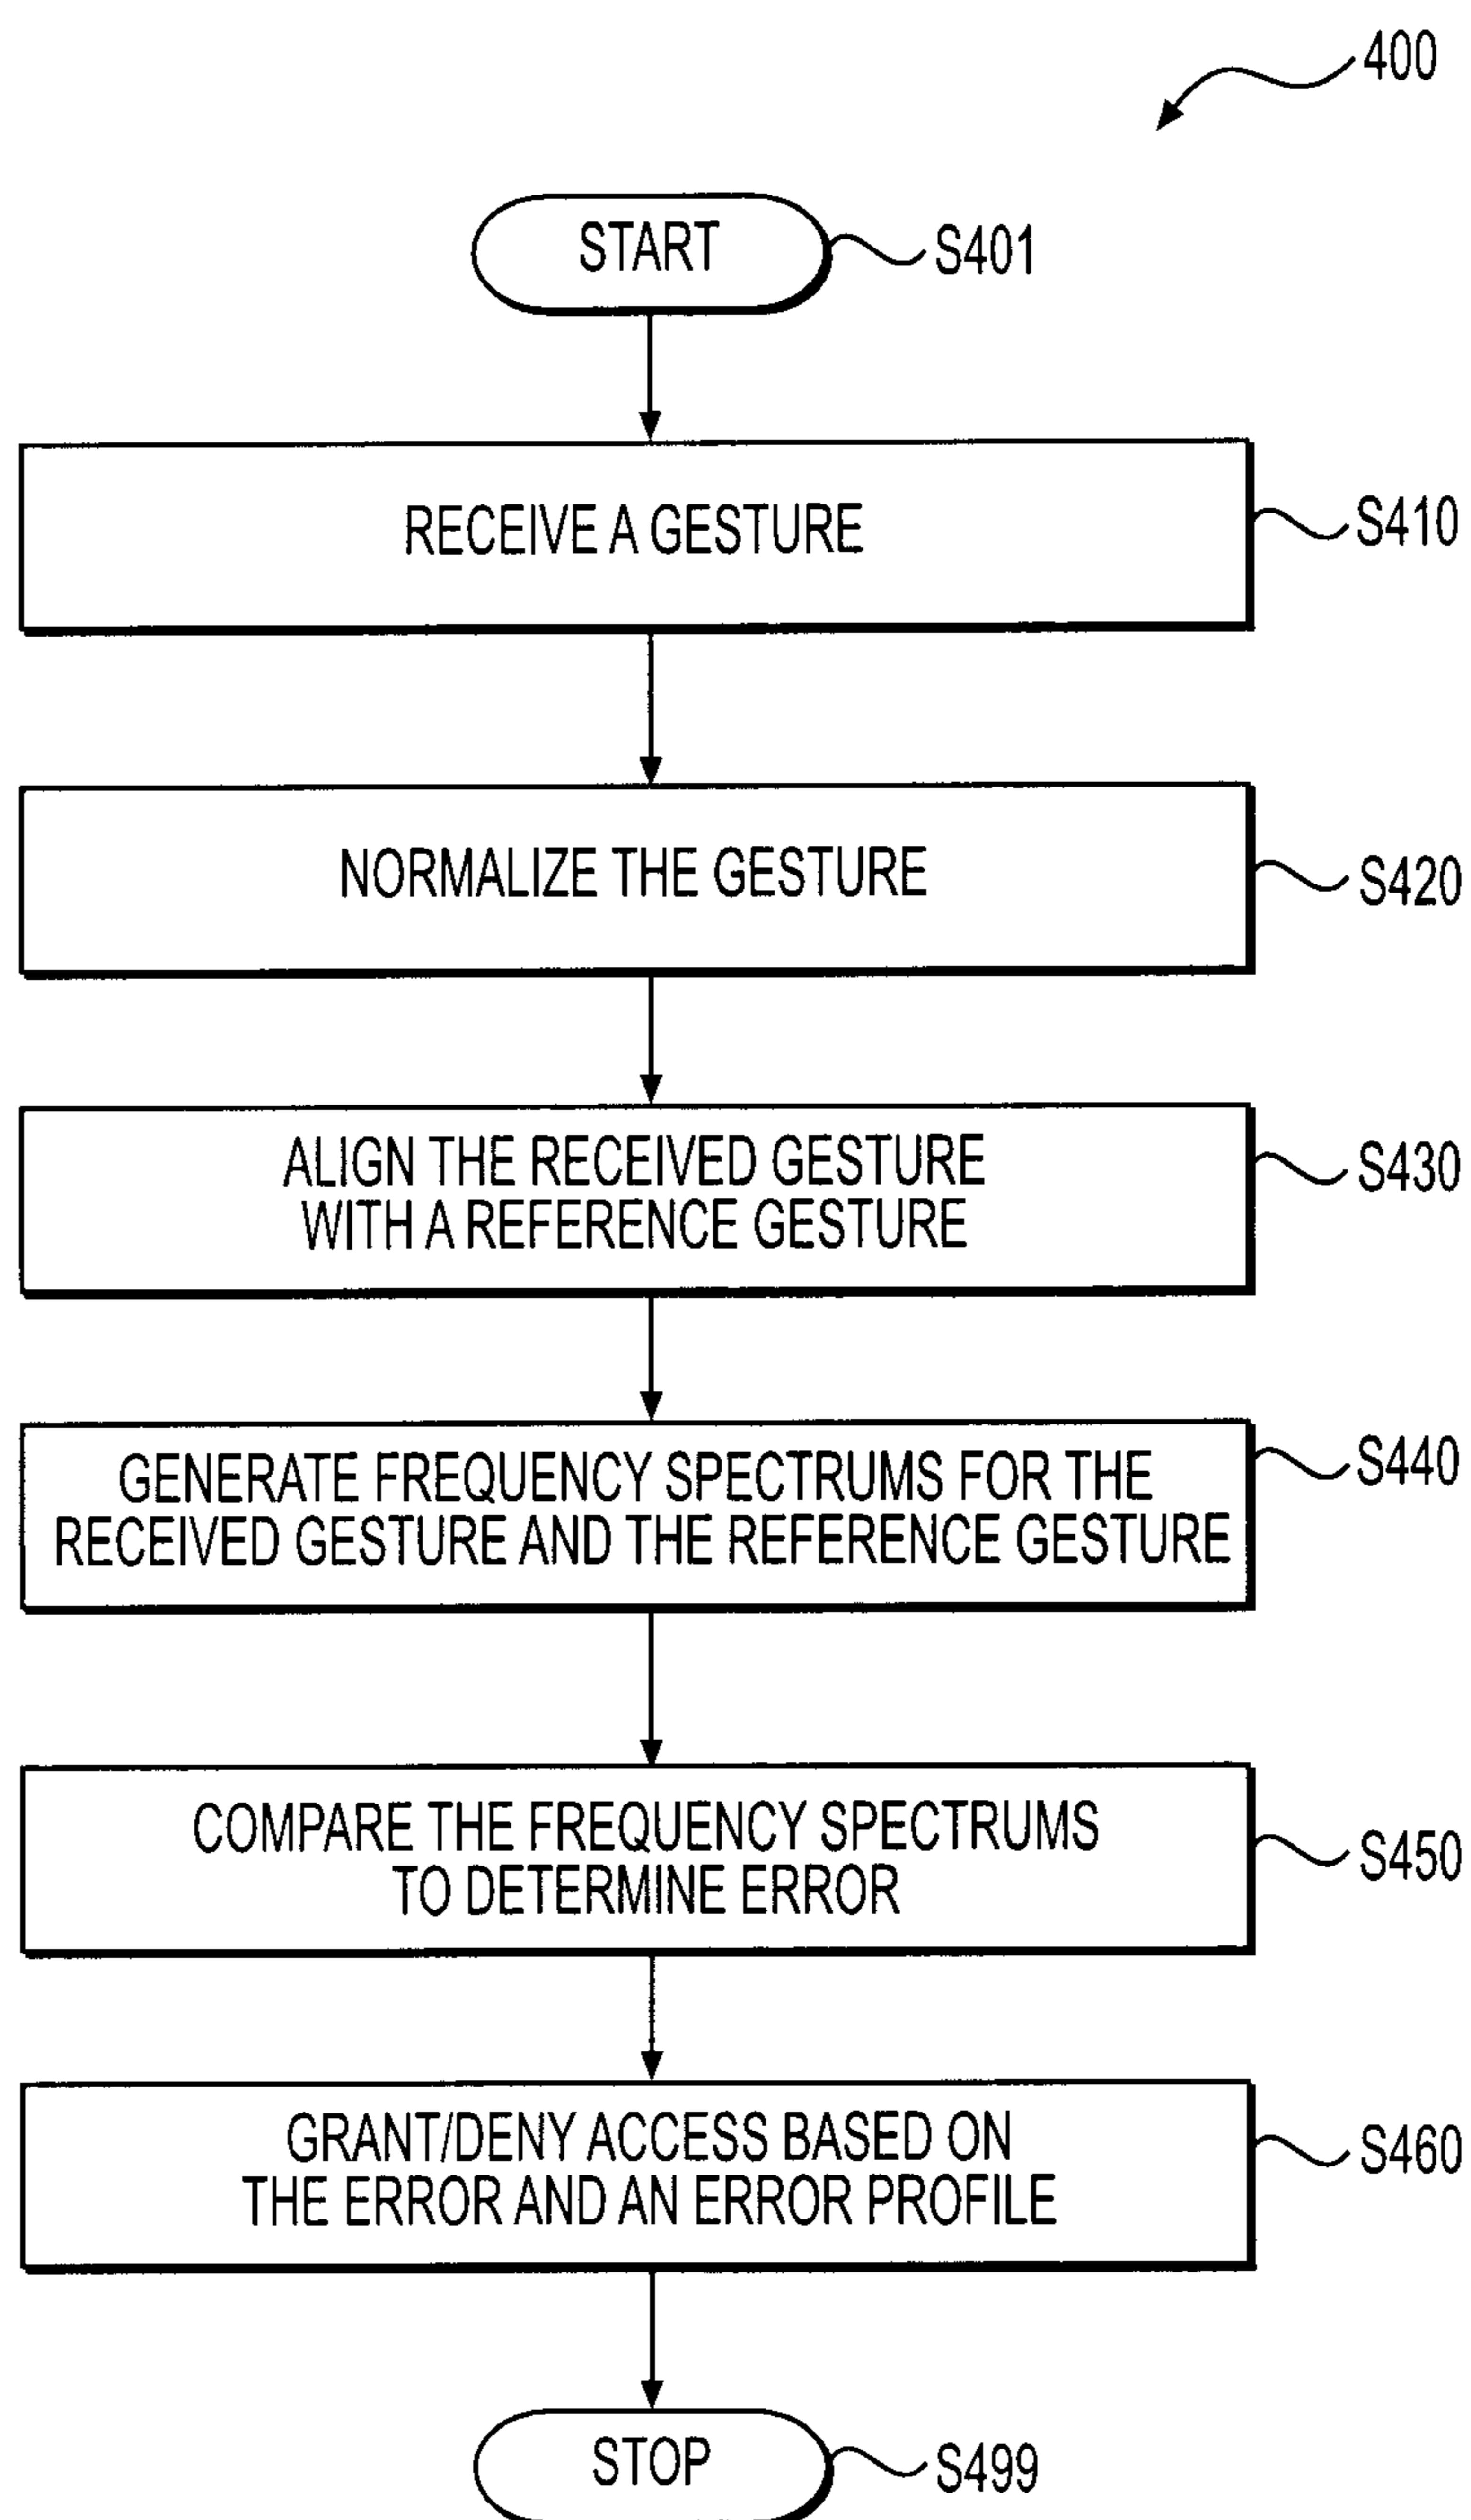 400
START
S401
RECEIVE A GESTURE
S410
NORMALIZE THE GESTURE
S420
ALIGN THE RECEIVED GESTURE
WITH A REFERENCE GESTURE
S430
GENERATE FREQUENCY SPECTRUMS FOR THE
RECEIVED GESTURE AND THE REFERENCE GESTURE
S440
COMPARE THE FREQUENCY SPECTRUMS
TO DETERMINE ERROR
S450
GRANT/DENY ACCESS BASED ON
THE ERROR AND AN ERROR PROFILE
S460
STOP
S499